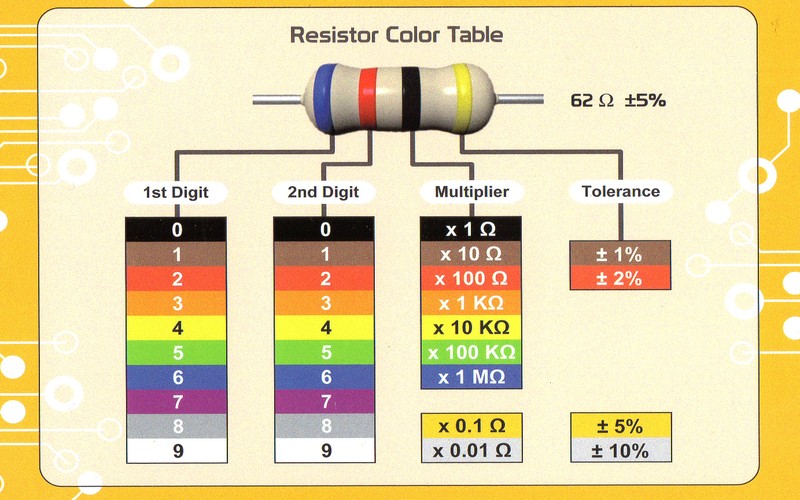 Resistor Color Table
62 Ω ±5%
1st Digit 2nd Digit Multiplier Tolerance
0 0 x 1 Ω
1 1 x 10 Ω ± 1%
2 2 x 100 Ω ± 2%
3 3 x 1 KΩ
4 4 x 10 KΩ
5 5 x 100 KΩ
6 6 x 1 MΩ
7 7
8 8 x 0.1 Ω ± 5%
9 9 x 0.01 Ω ± 10%